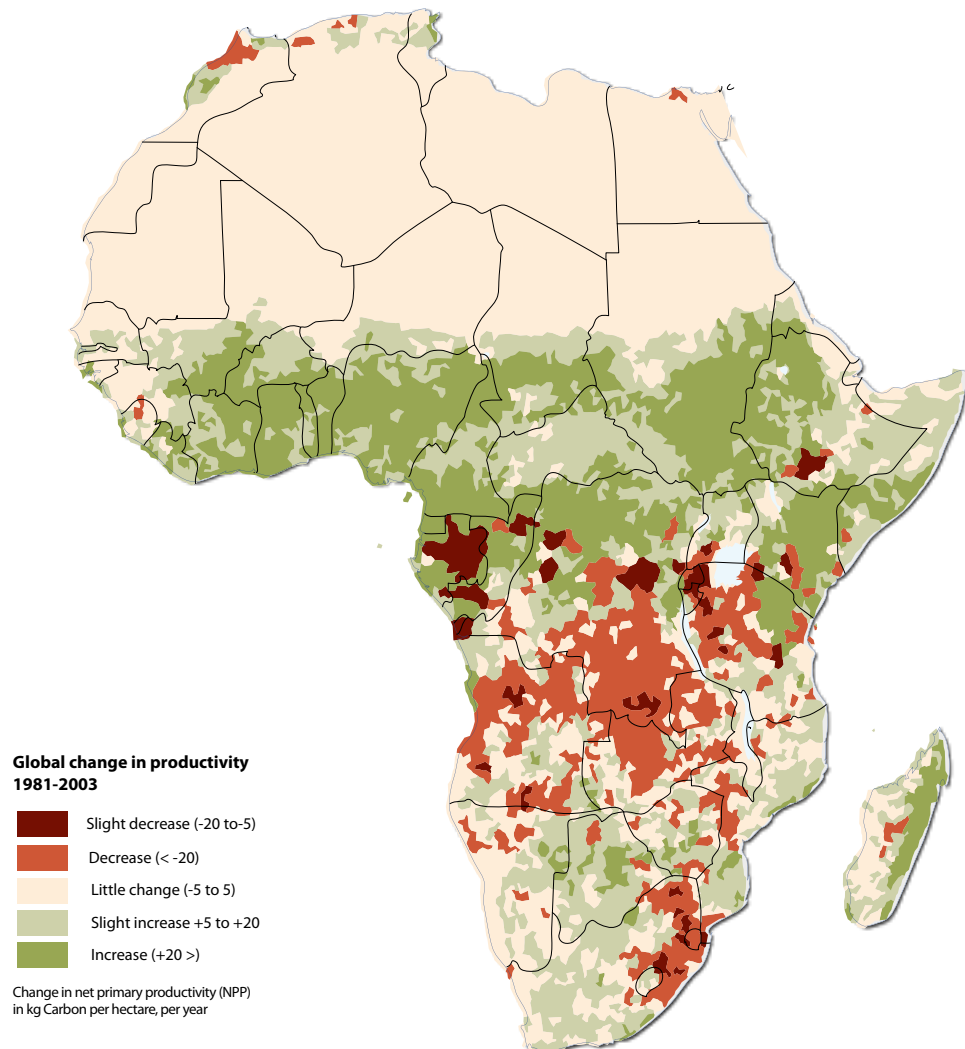 Global change in productivity
1981-2003
Slight decrease (-20 to-5)
Decrease (< -20)
Little change (-5 to 5)
Slight increase +5 to +20
Increase (+20 >)
Change in net primary productivity (NPP)
in kg Carbon per hectare, per year